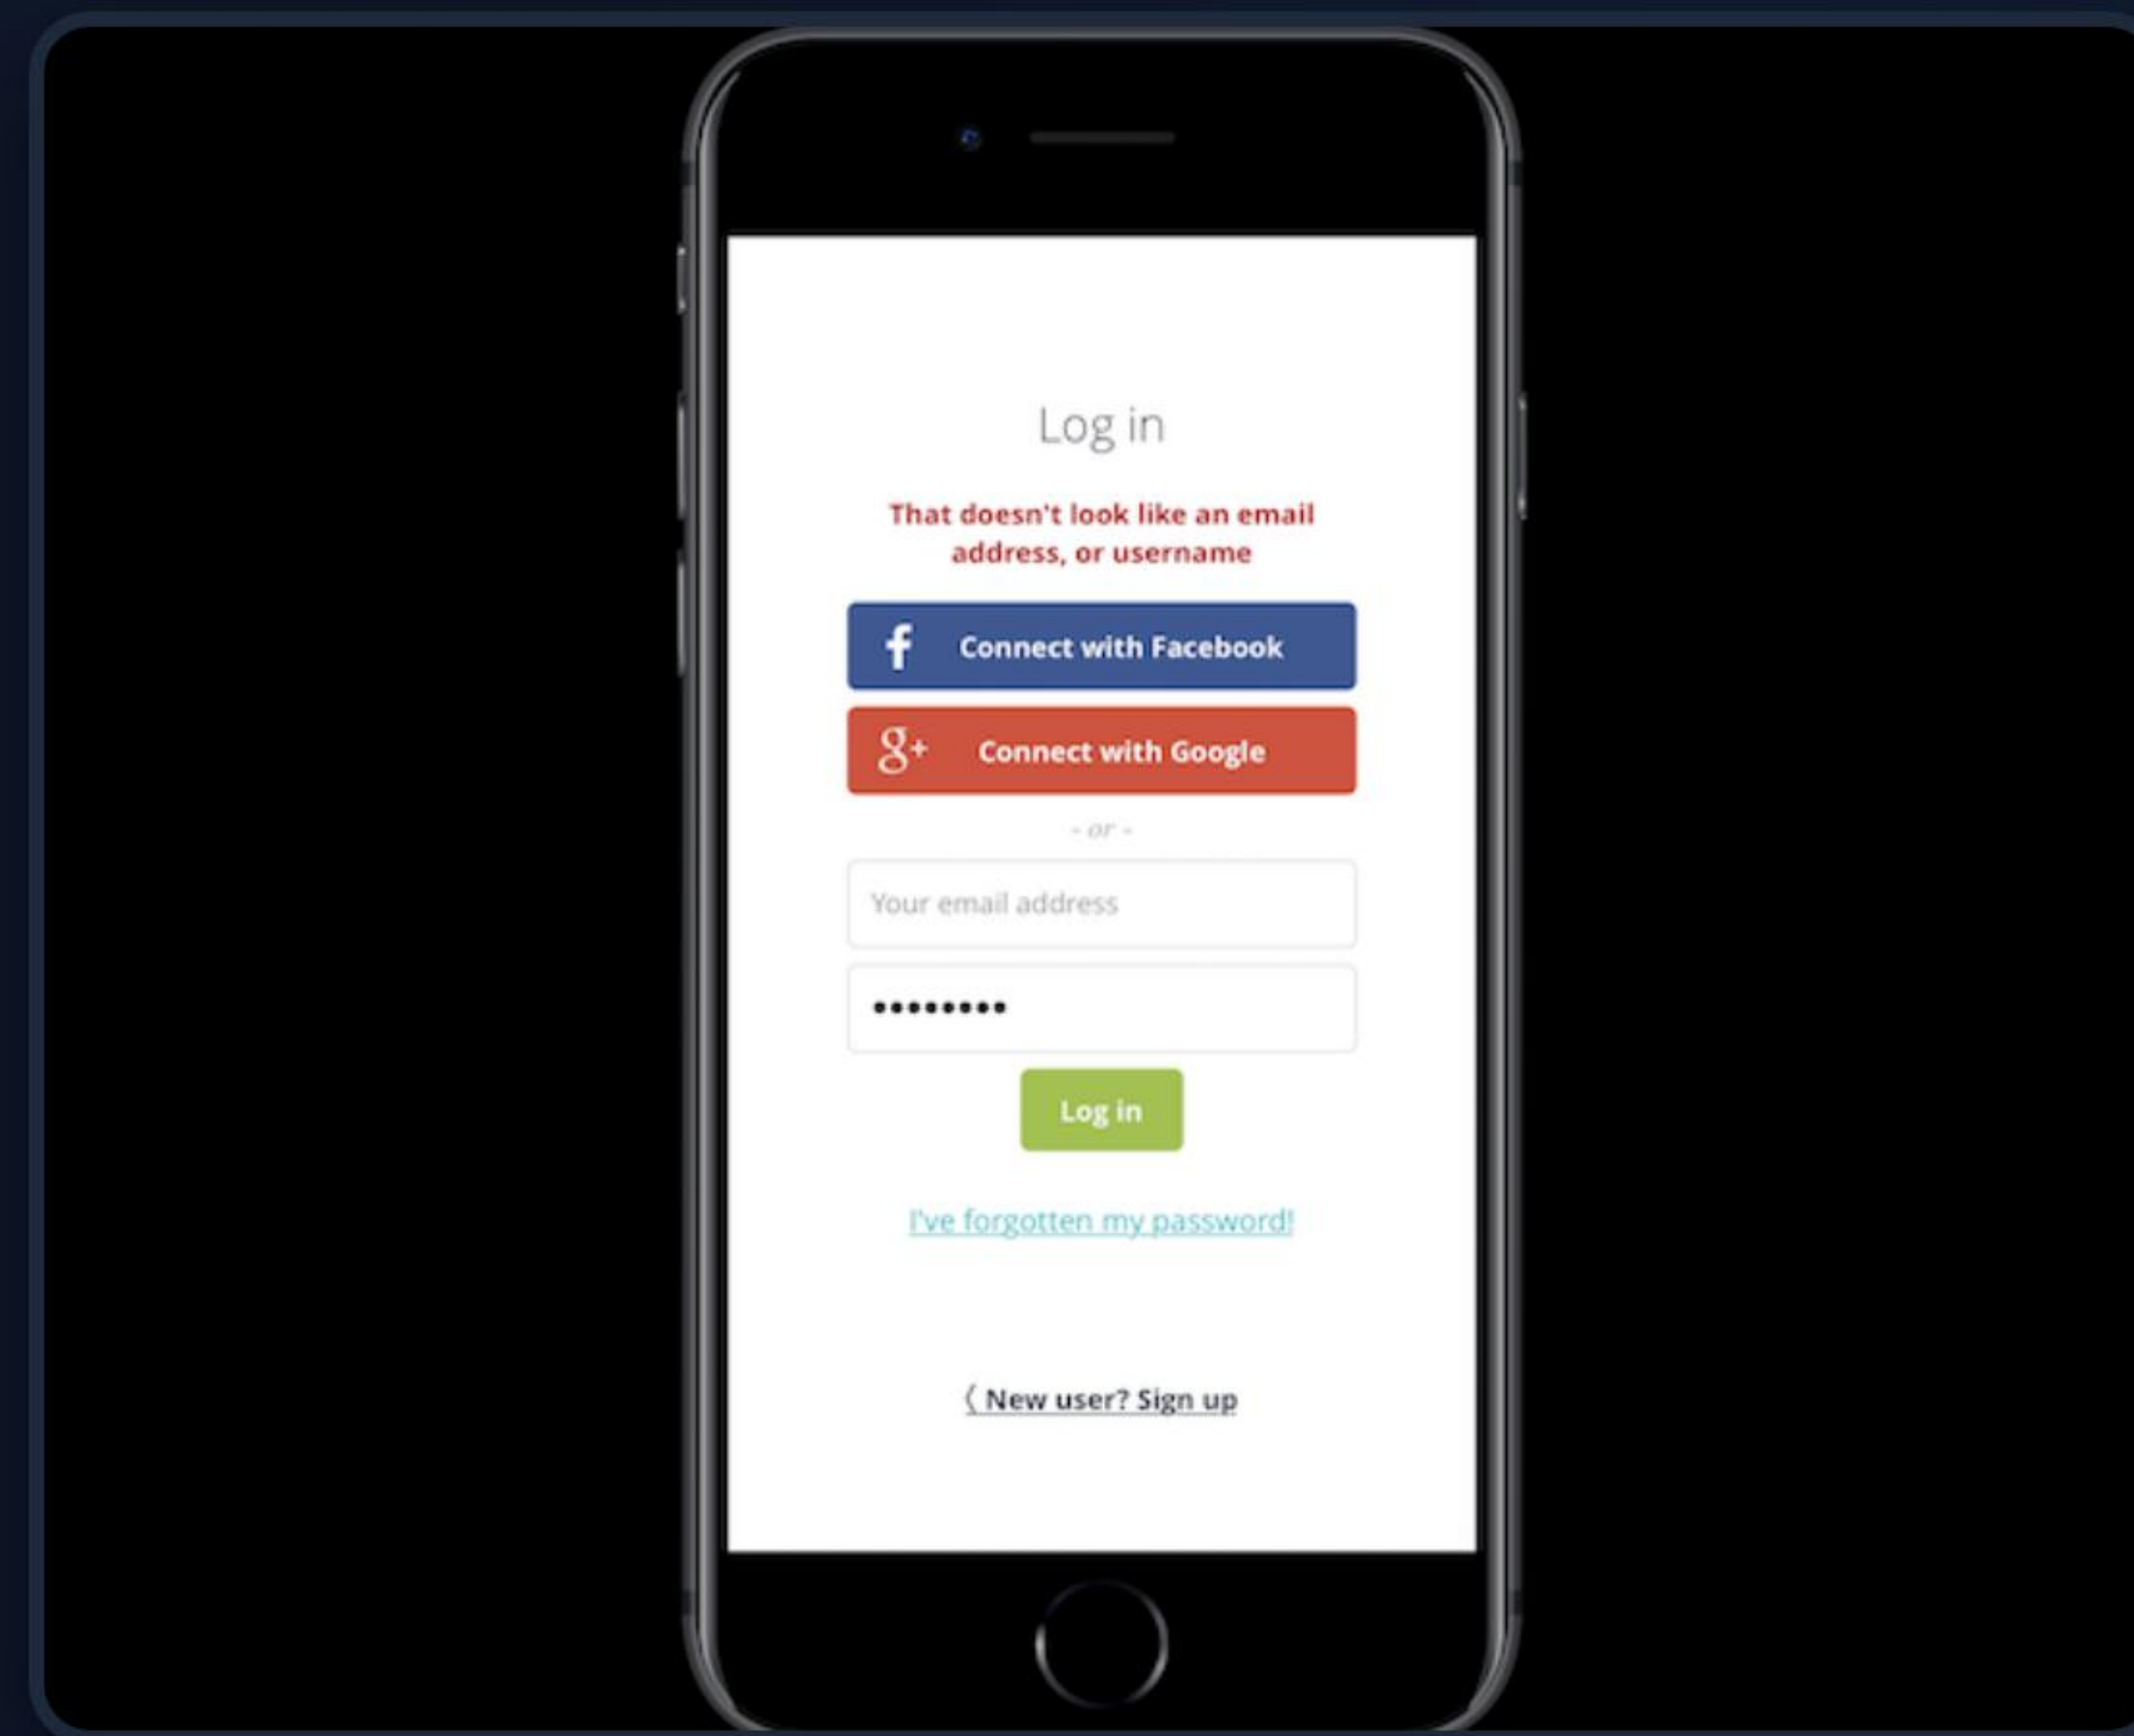 Log in
That doesn't look like an email
address, or username
f Connect with Facebook
g+ Connect with Google
- or -
Your email address
••••••••
Log in
I've forgotten my password!
〈 New user? Sign up